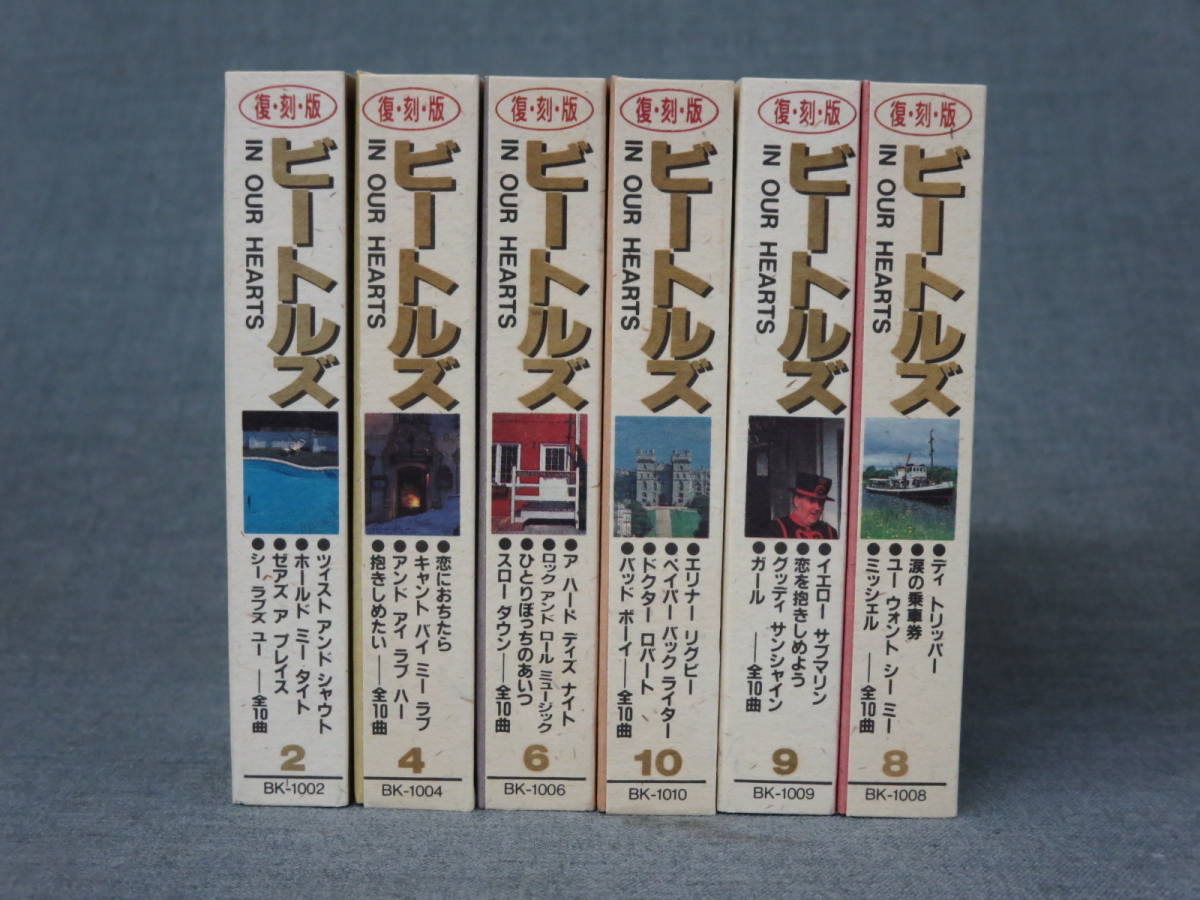 復・刻・版
ビートルズ
IN OUR HEARTS
●ツイスト アンド シャウト
●ホールド ミー タイト
●ゼアズ ア プレイス
●シー ラブズ ユー ──全10曲
2
BK-1002
復・刻・版
ビートルズ
IN OUR HEARTS
●恋におちたら
●キャント バイ ミー ラブ
●アンド アイ ラブ ハー
●抱きしめたい ──全10曲
4
BK-1004
復・刻・版
ビートルズ
IN OUR HEARTS
●ア ハード デイズ ナイト
●ロック アンド ロール ミュージック
●ひとりぼっちのあいつ
●スロー ダウン ──全10曲
6
BK-1006
復・刻・版
ビートルズ
IN OUR HEARTS
●エリナー リグビー
●ペイパー バック ライター
●ドクター ロバート
●バッド ボーイ ──全10曲
10
BK-1010
復・刻・版
ビートルズ
IN OUR HEARTS
●イエロー サブマリン
●恋を抱きしめよう
●グッディ サンシャイン
●ガール ──全10曲
9
BK-1009
復・刻・版
ビートルズ
IN OUR HEARTS
●ディ トリッパー
●涙の乗車券
●ユー ウォント シー ミー
●ミッシェル ──全10曲
8
BK-1008